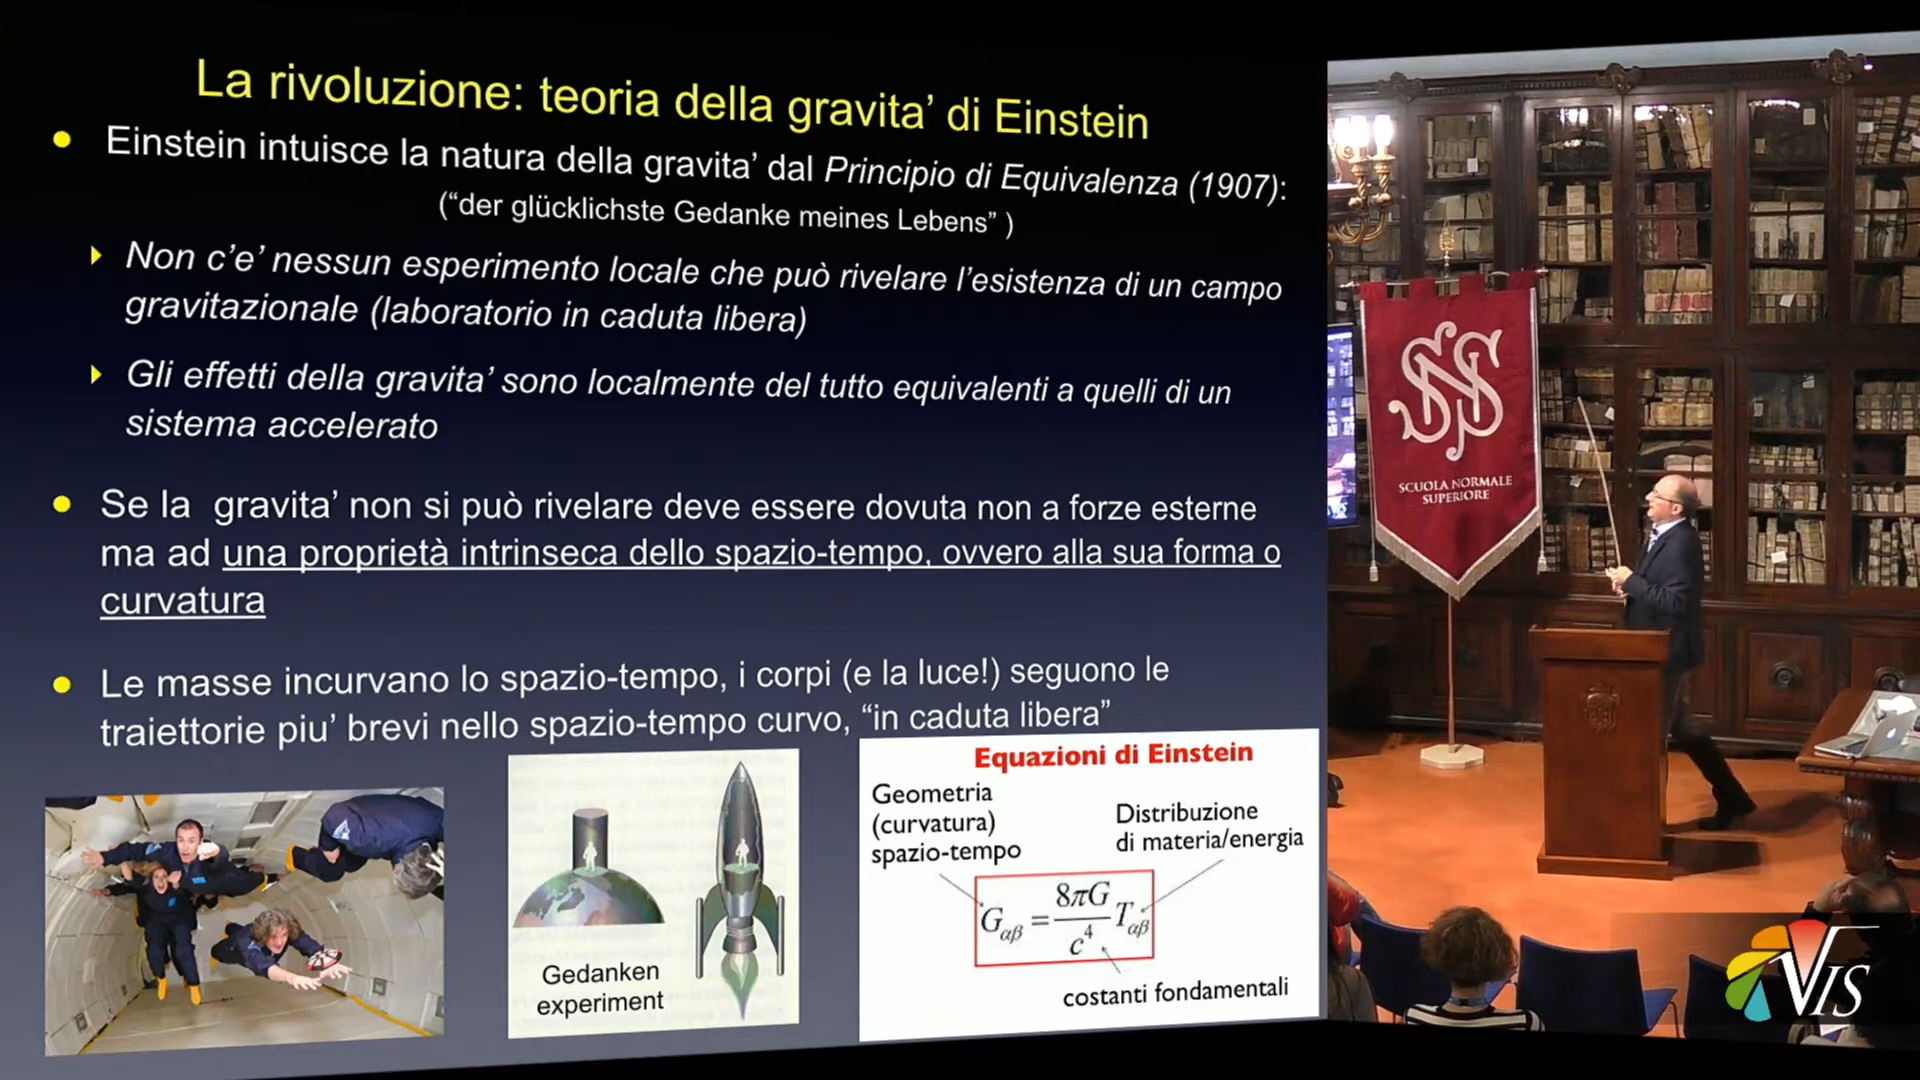 La rivoluzione: teoria della gravita’ di Einstein
Einstein intuisce la natura della gravita’ dal Principio di Equivalenza (1907):
(“der glücklichste Gedanke meines Lebens” )
Non c’e’ nessun esperimento locale che può rivelare l’esistenza di un campo
gravitazionale (laboratorio in caduta libera)
Gli effetti della gravita’ sono localmente del tutto equivalenti a quelli di un
sistema accelerato
Se la gravita’ non si può rivelare deve essere dovuta non a forze esterne
ma ad una proprietà intrinseca dello spazio-tempo, ovvero alla sua forma o
curvatura
Le masse incurvano lo spazio-tempo, i corpi (e la luce!) seguono le
traiettorie piu’ brevi nello spazio-tempo curvo, “in caduta libera”
Gedanken
experiment
Equazioni di Einstein
Geometria
(curvatura)
spazio-tempo
Distribuzione
di materia/energia
G_αβ = 8πG/c⁴ T_αβ
costanti fondamentali
SNS
SCUOLA NORMALE
SUPERIORE
VIS